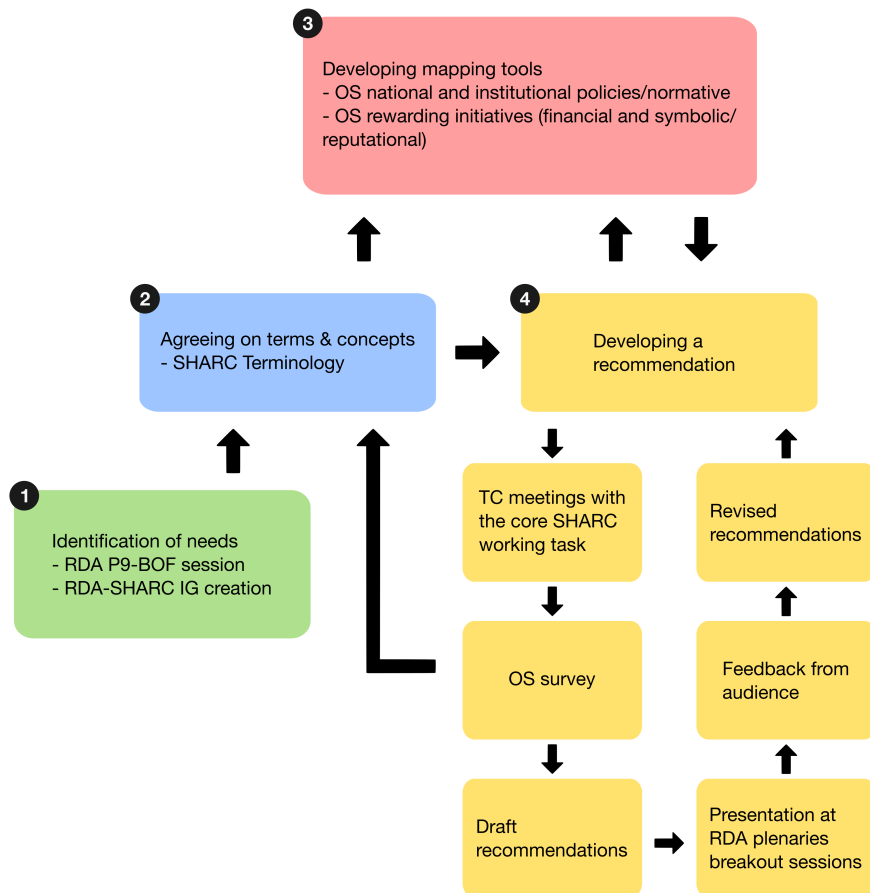 3
Developing mapping tools
- OS national and institutional policies/normative
- OS rewarding initiatives (financial and symbolic/
reputational)
2
Agreeing on terms & concepts
- SHARC Terminology
4
Developing a
recommendation
1
Identification of needs
- RDA P9-BOF session
- RDA-SHARC IG creation
TC meetings with
the core SHARC
working task
Revised
recommendations
OS survey
Feedback from
audience
Draft
recommendations
Presentation at
RDA plenaries
breakout sessions